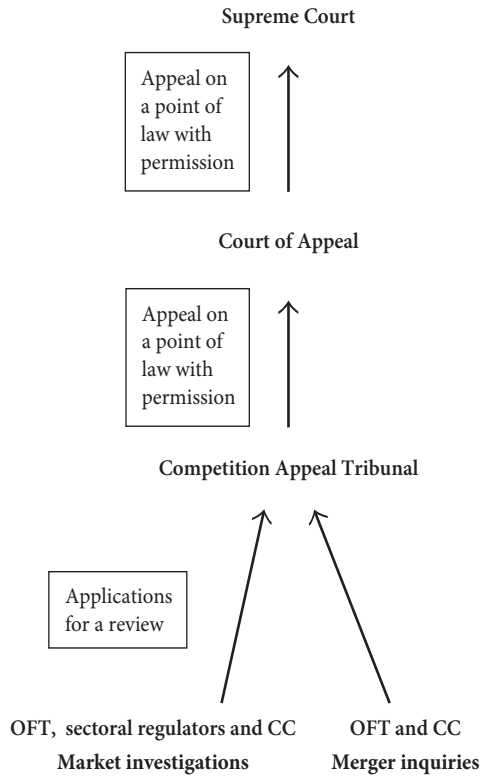 Supreme Court
Appeal on
a point of
law with
permission
Court of Appeal
Appeal on
a point of
law with
permission
Competition Appeal Tribunal
Applications
for a review
OFT, sectoral regulators and CC
Market investigations
OFT and CC
Merger inquiries